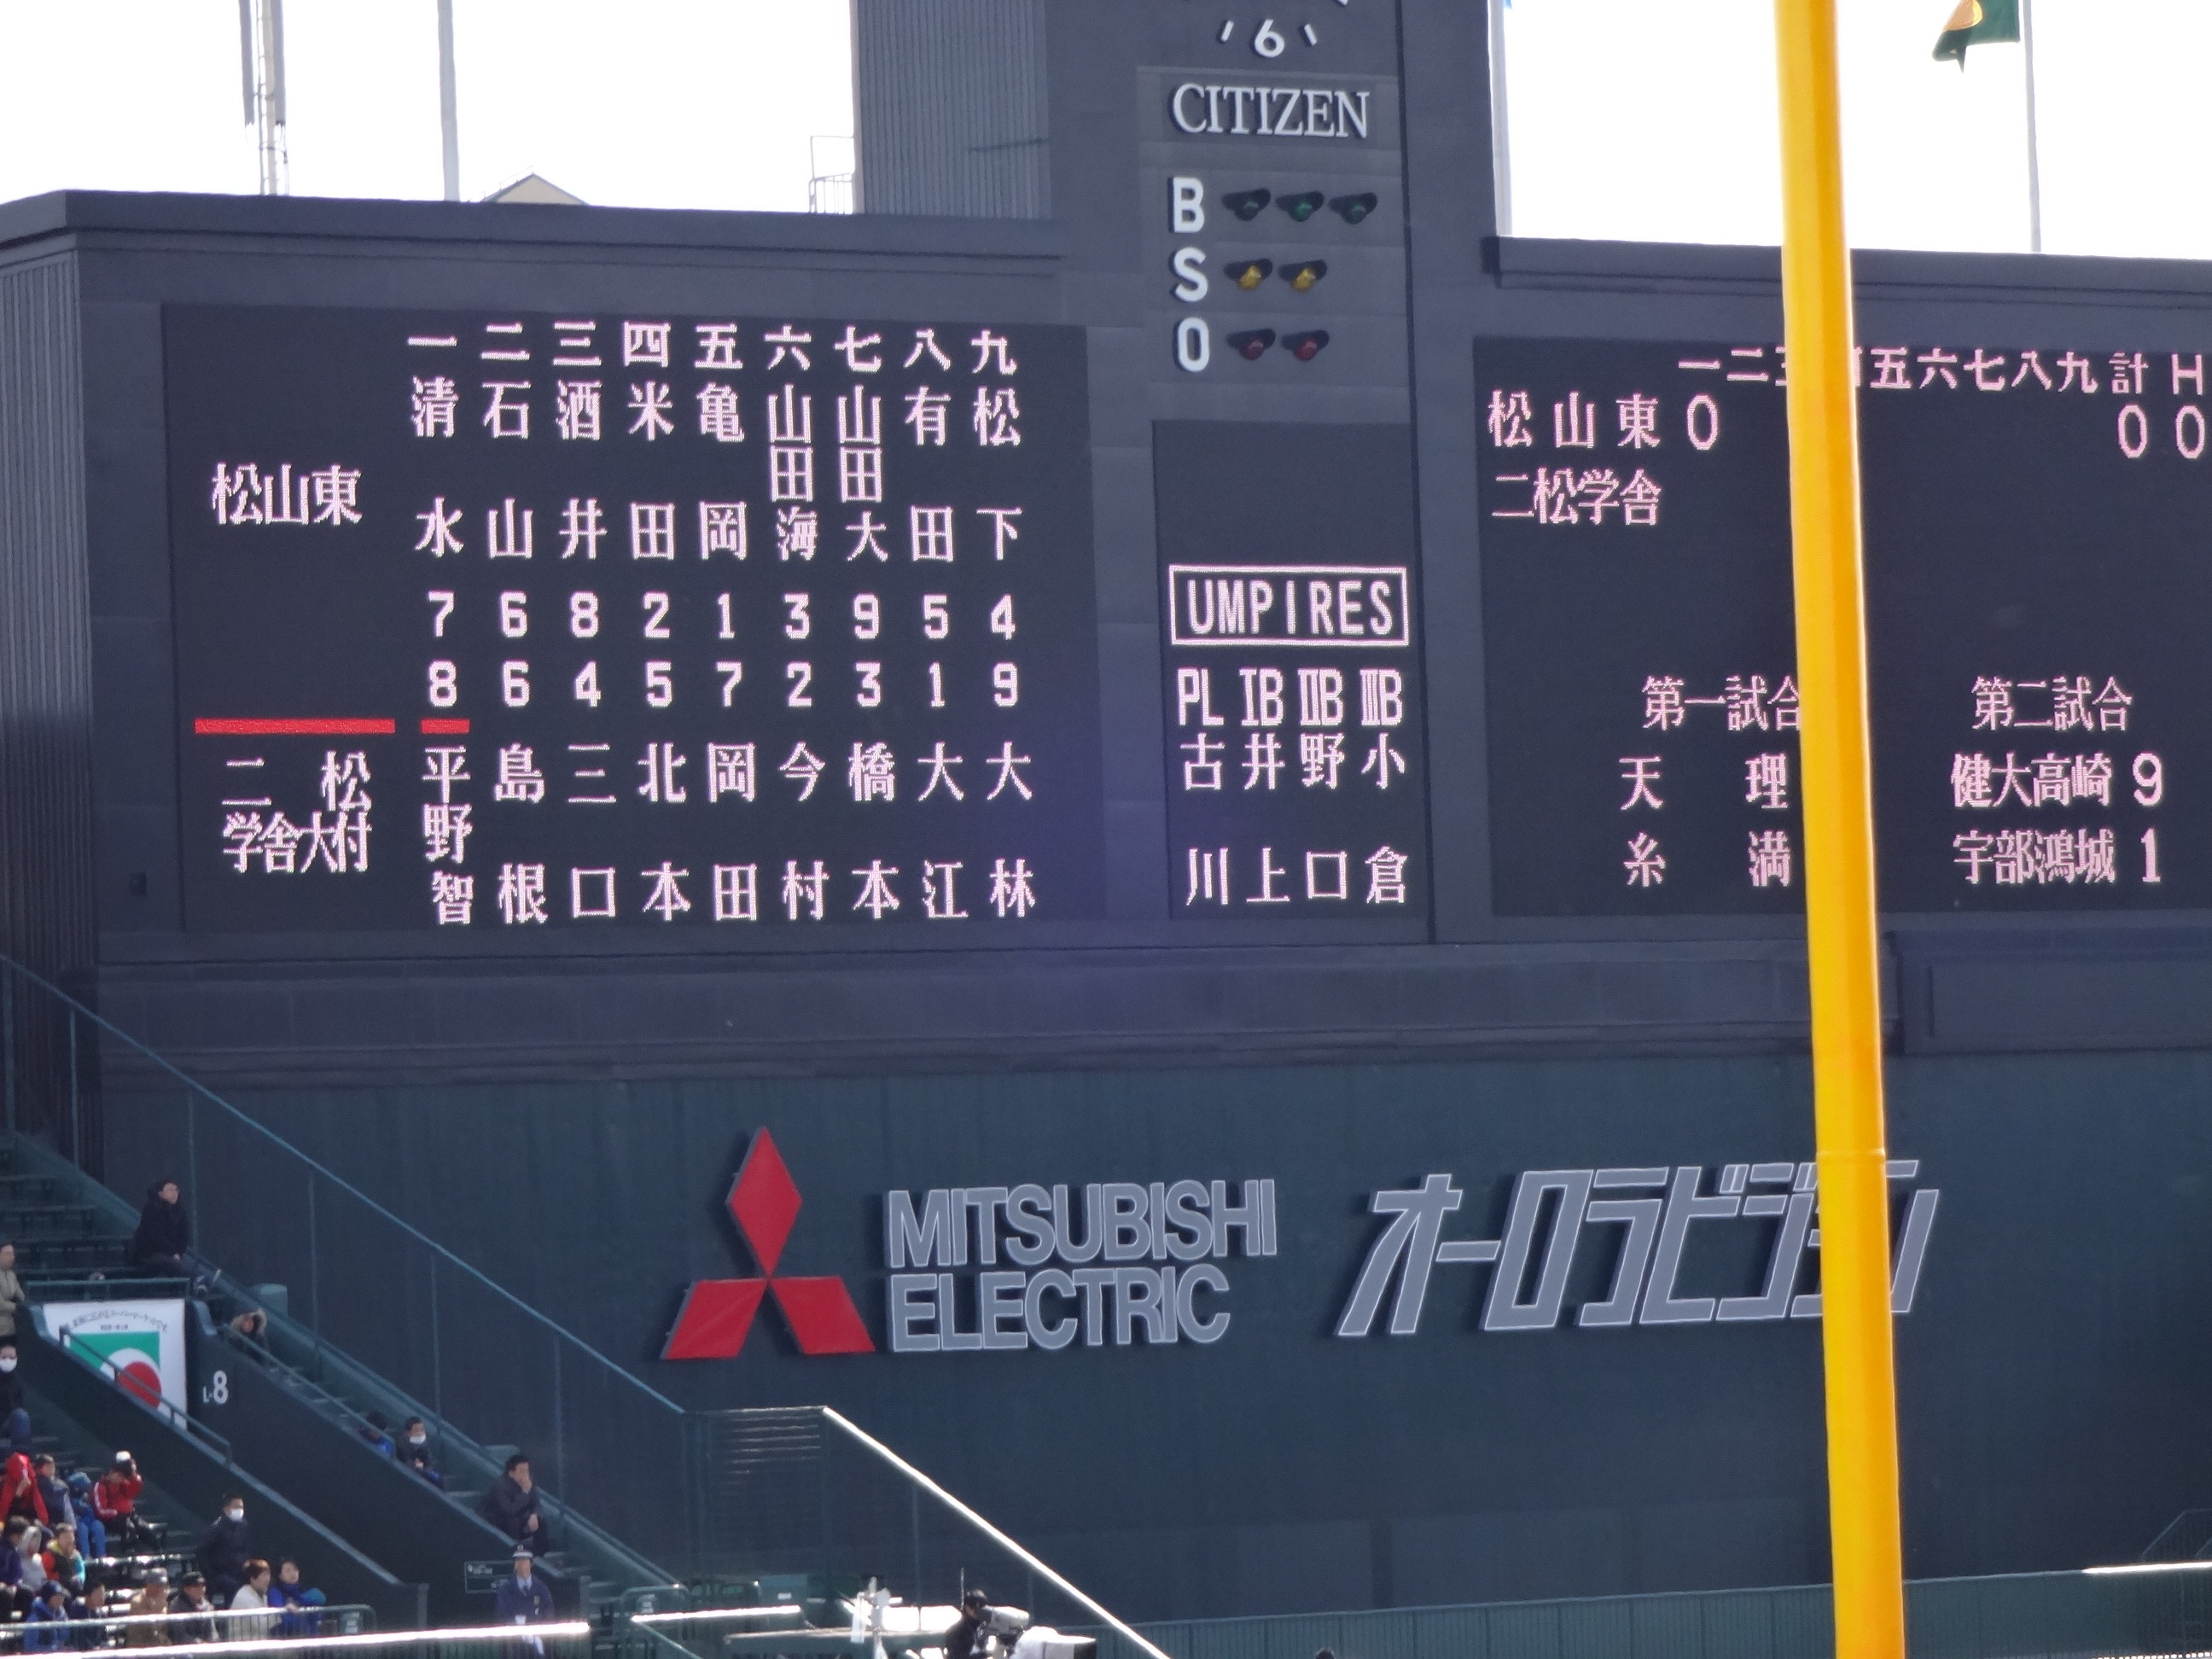 6
CITIZEN
B
S
O
一 二 三 四 五 六 七 八 九
松山東
清水 石山 酒井 米田 亀岡 山田海 山田大 有田 松下
7 6 8 2 1 3 9 5 4
8 6 4 5 7 2 3 1 9
二松
学舎大付
平野智 島根 三口 北本 岡田 今村 橋本 大江 大林
UMPIRES
PL IB IIB IIIB
古川 井上 野口 小倉
一 二 五 六 七 八 九 計 H
松山東 0 0 0
二松学舎
第一試合 第二試合
天理 健大高崎 9
糸満 宇部鴻城 1
MITSUBISHI
ELECTRIC
オーロラビジョン
L-8